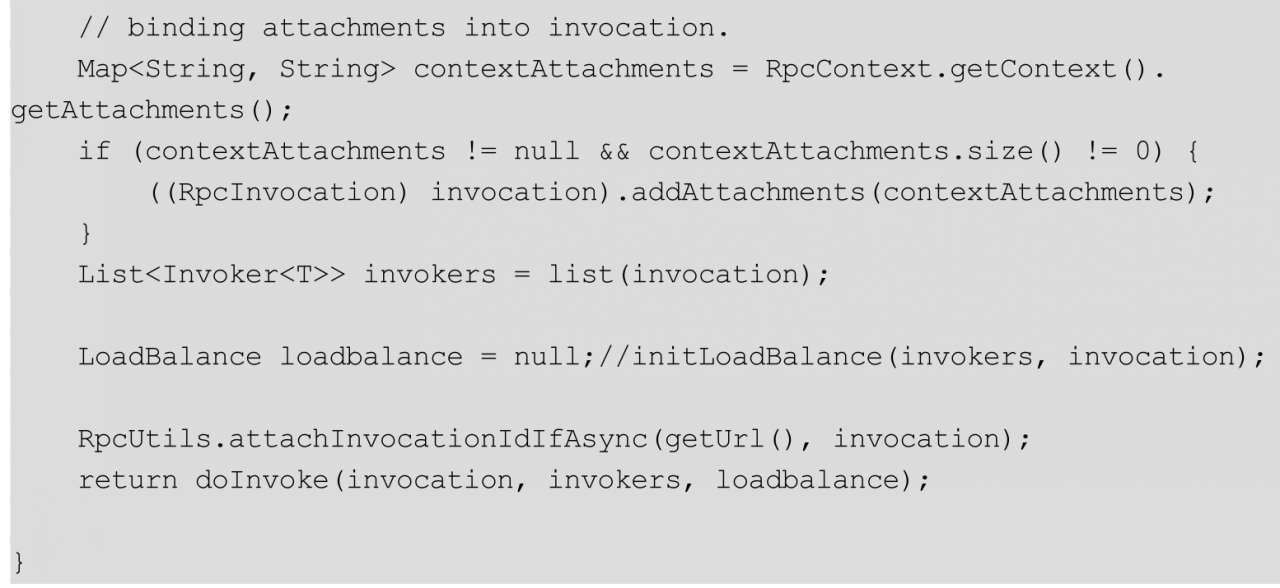 // binding attachments into invocation.
Map<String, String> contextAttachments = RpcContext.getContext().
getAttachments();
if (contextAttachments != null && contextAttachments.size() != 0) {
((RpcInvocation) invocation).addAttachments(contextAttachments);
}
List<Invoker<T>> invokers = list(invocation);
LoadBalance loadbalance = null;//initLoadBalance(invokers, invocation);
RpcUtils.attachInvocationIdIfAsync(getUrl(), invocation);
return doInvoke(invocation, invokers, loadbalance);
}